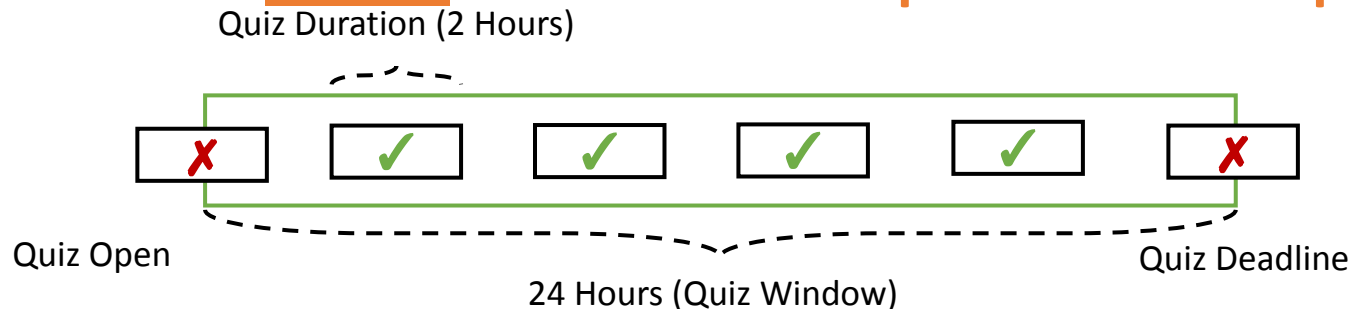 Quiz Duration (2 Hours)
✗ ✓ ✓ ✓ ✓ ✗
Quiz Open
Quiz Deadline
24 Hours (Quiz Window)